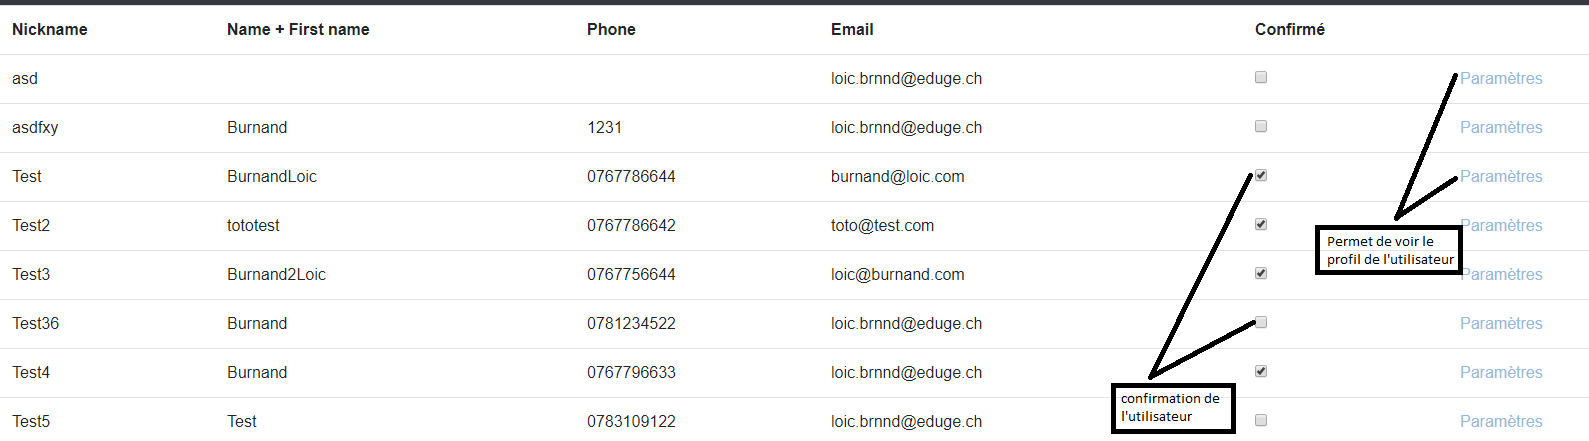 Nickname Name + First name Phone Email Confirmé
asd loic.brnnd@eduge.ch Paramètres
asdfxy Burnand 1231 loic.brnnd@eduge.ch Paramètres
Test BurnandLoic 0767786644 burnand@loic.com Paramètres
Test2 tototest 0767786642 toto@test.com Paramètres
Permet de voir le
profil de l'utilisateur
Test3 Burnand2Loic 0767756644 loic@burnand.com Paramètres
Test36 Burnand 0781234522 loic.brnnd@eduge.ch Paramètres
Test4 Burnand 0767796633 loic.brnnd@eduge.ch Paramètres
confirmation de
l'utilisateur
Test5 Test 0783109122 loic.brnnd@eduge.ch Paramètres